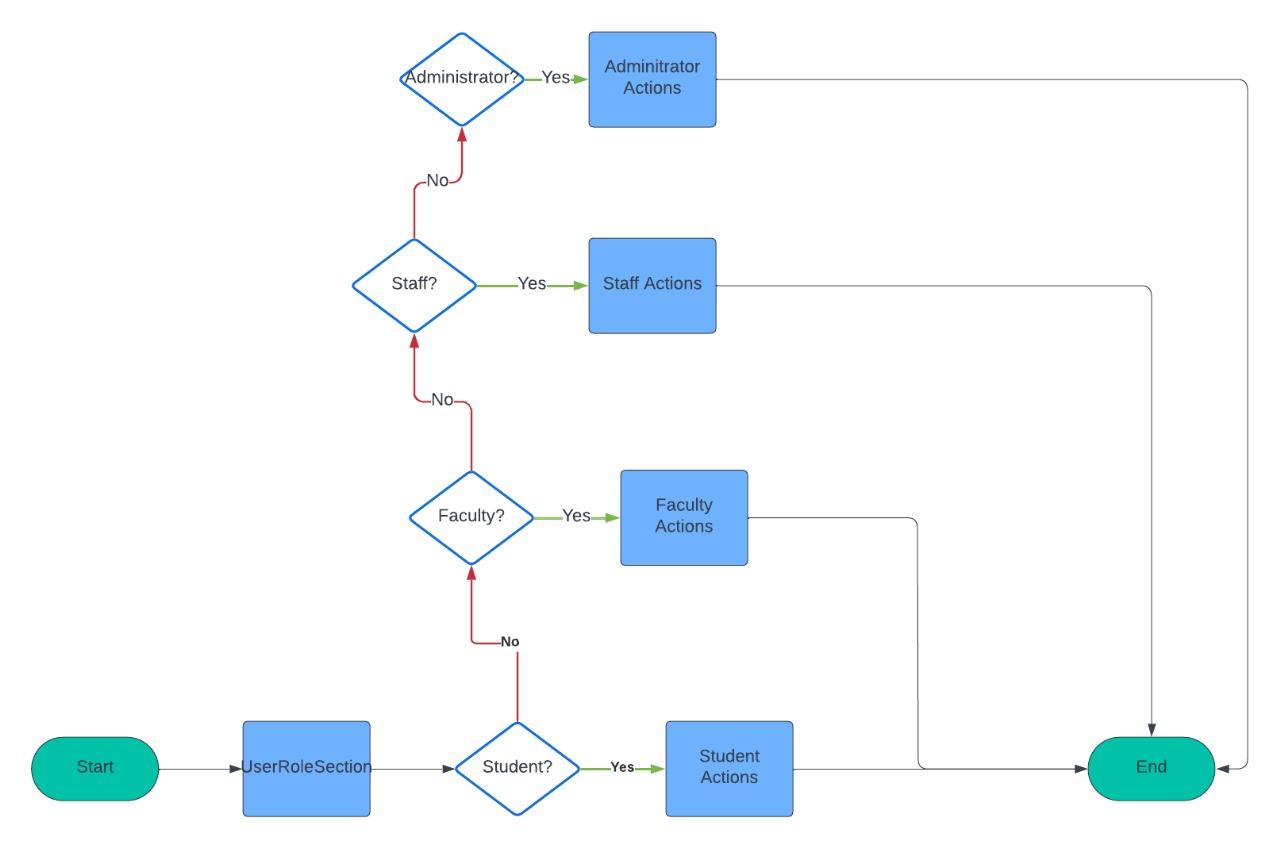 Administrator?
Yes
Adminitrator
Actions
No
Staff?
Yes
Staff Actions
No
Faculty?
Yes
Faculty
Actions
No
Start
UserRoleSection
Student?
Yes
Student
Actions
End